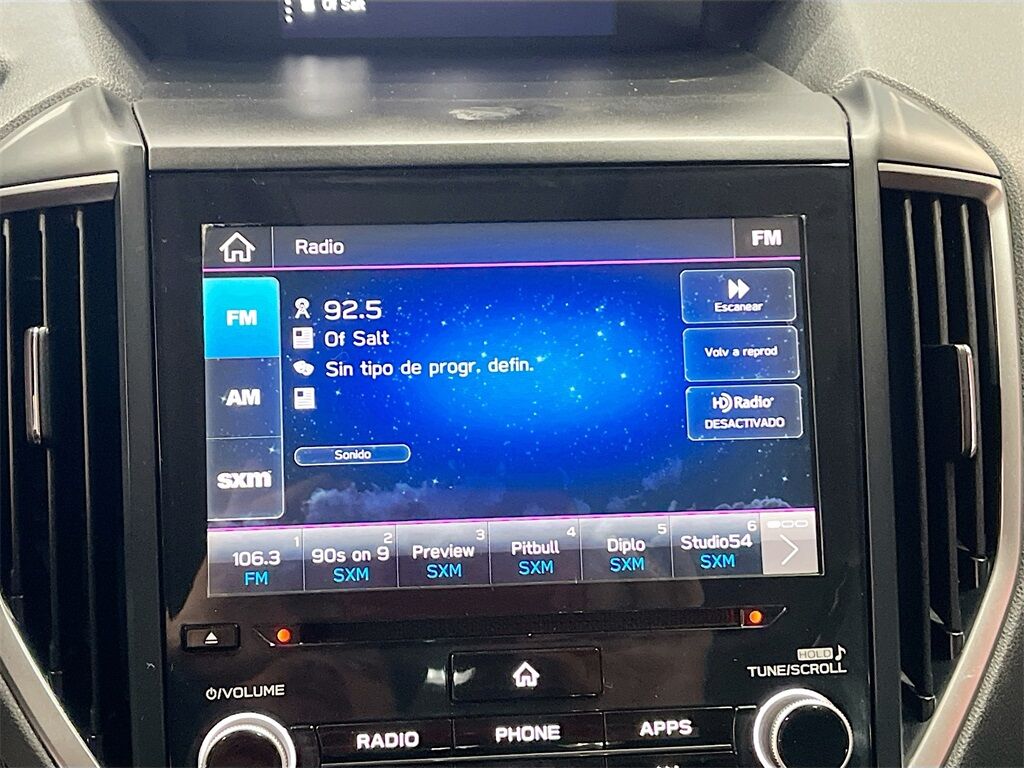 Of Salt
Radio
FM
FM
92.5
Of Salt
Sin tipo de progr. defin.
AM
sxm
Sonido
Escanear
Volv a reprod
HD Radio
DESACTIVADO
1
106.3
FM
2
90s on 9
SXM
3
Preview
SXM
4
Pitbull
SXM
5
Diplo
SXM
6
Studio54
SXM
HOLD
TUNE/SCROLL
/VOLUME
RADIO
PHONE
APPS